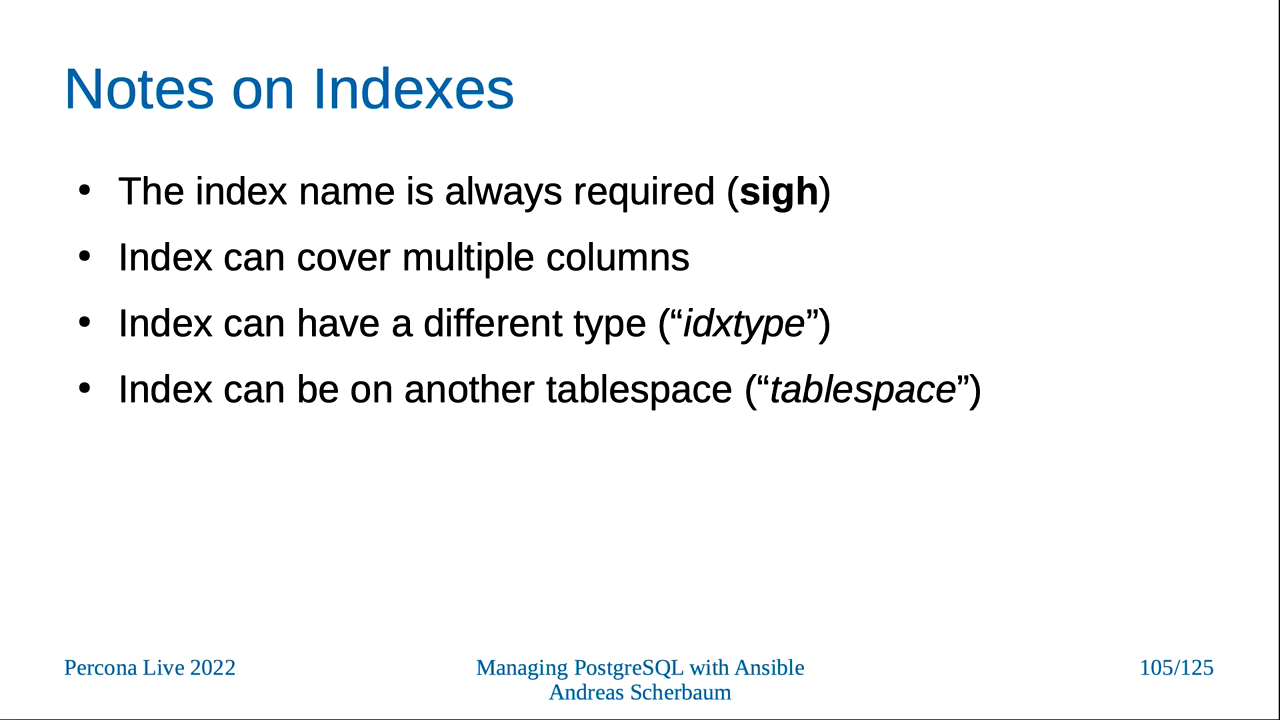 Notes on Indexes
• The index name is always required (sigh)
• Index can cover multiple columns
• Index can have a different type (“idxtype”)
• Index can be on another tablespace (“tablespace”)
Percona Live 2022
Managing PostgreSQL with Ansible
Andreas Scherbaum
105/125